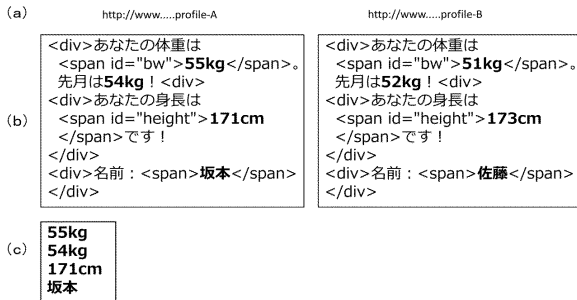 (a) http://www.....profile-A http://www.....profile-B
(b)
<div>あなたの体重は
<span id="bw">55kg</span>。
先月は54kg！<div>
<div>あなたの身長は
<span id="height">171cm
</span>です！
</div>
<div>名前：<span>坂本</span>
</div>
<div>あなたの体重は
<span id="bw">51kg</span>。
先月は52kg！<div>
<div>あなたの身長は
<span id="height">173cm
</span>です！
</div>
<div>名前：<span>佐藤</span>
</div>
(c)
55kg
54kg
171cm
坂本